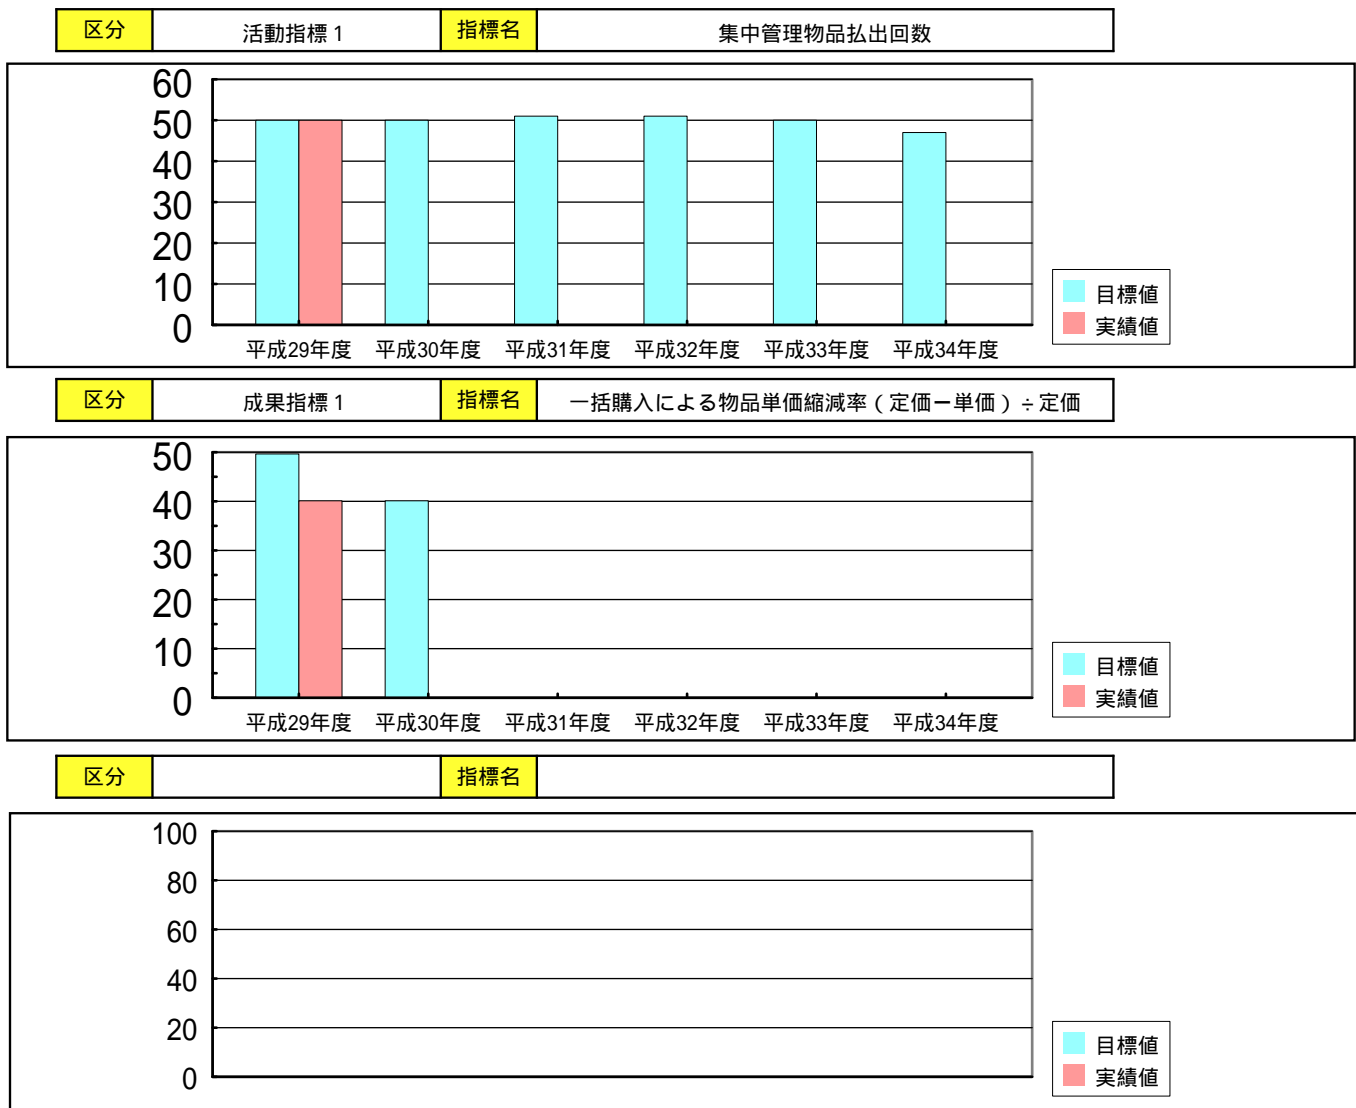 区分 活動指標1 指標名 集中管理物品払出回数
60
50
40
30
20
10
0
平成29年度 平成30年度 平成31年度 平成32年度 平成33年度 平成34年度
目標値
実績値
区分 成果指標1 指標名 一括購入による物品単価縮減率(定価ー単価)÷定価
50
40
30
20
10
0
平成29年度 平成30年度 平成31年度 平成32年度 平成33年度 平成34年度
目標値
実績値
区分 指標名
100
80
60
40
20
0
目標値
実績値